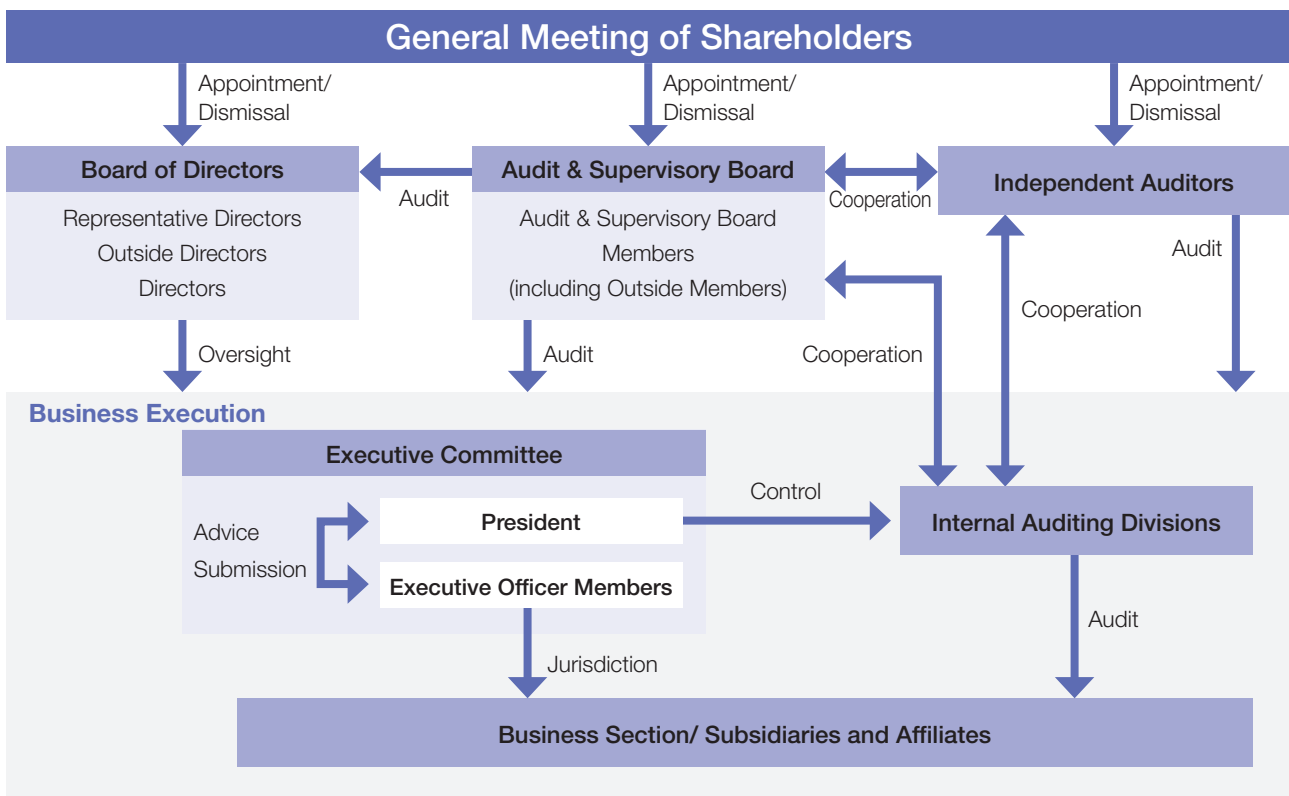 General Meeting of Shareholders
Appointment/
Dismissal
Appointment/
Dismissal
Appointment/
Dismissal
Board of Directors
Representative Directors
Outside Directors
Directors
Audit
Audit & Supervisory Board
Audit & Supervisory Board
Members
(including Outside Members)
Cooperation
Independent Auditors
Audit
Cooperation
Cooperation
Oversight
Audit
Business Execution
Executive Committee
Advice
Submission
President
Executive Officer Members
Control
Internal Auditing Divisions
Jurisdiction
Audit
Business Section/ Subsidiaries and Affiliates